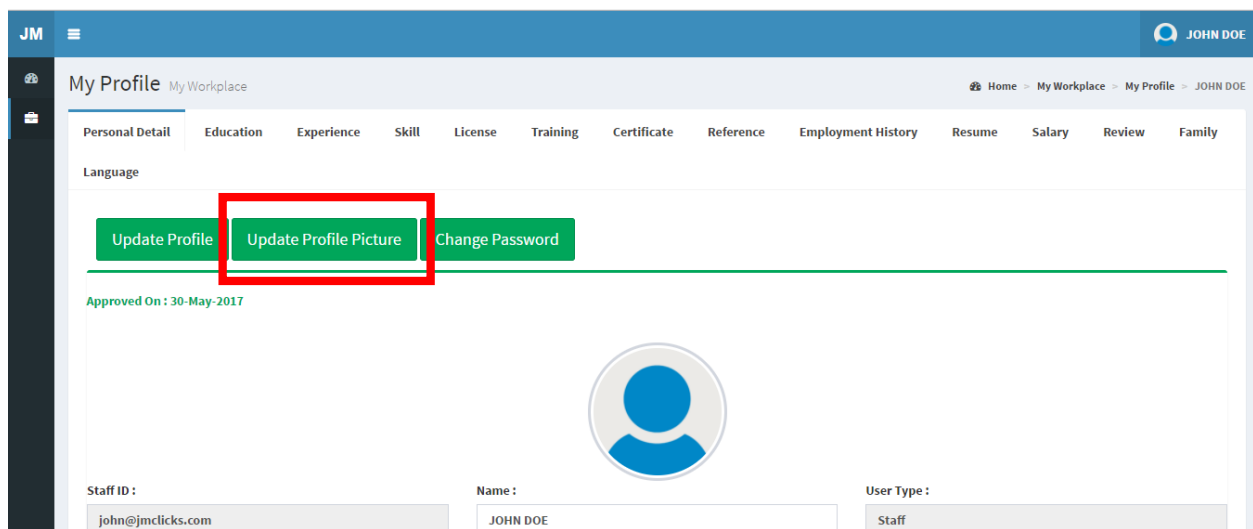 JM
JOHN DOE
My Profile My Workplace
Home > My Workplace > My Profile > JOHN DOE
Personal Detail Education Experience Skill License Training Certificate Reference Employment History Resume Salary Review Family
Language
Update Profile Update Profile Picture Change Password
Approved On : 30-May-2017
Staff ID : Name : User Type :
john@jmclicks.com JOHN DOE Staff